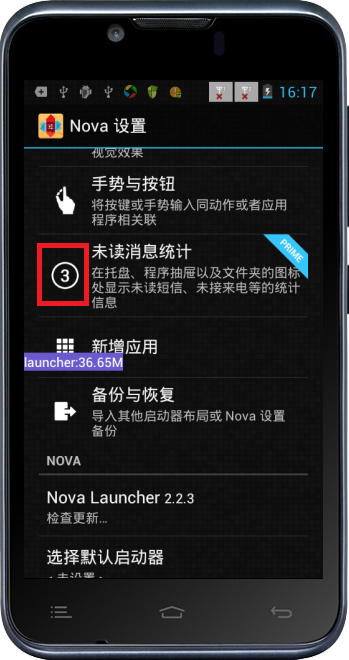 16:17
Nova 设置
视觉效果
手势与按钮
将按键或手势输入同动作或者应用
程序相关联
未读消息统计
PRIME
3
在托盘、程序抽屉以及文件夹的图标
处显示未读短信、未接来电等的统计
信息
新增应用
launcher:36.65M
备份与恢复
导入其他启动器布局或 Nova 设置
备份
NOVA
Nova Launcher 2.2.3
检查更新...
选择默认启动器